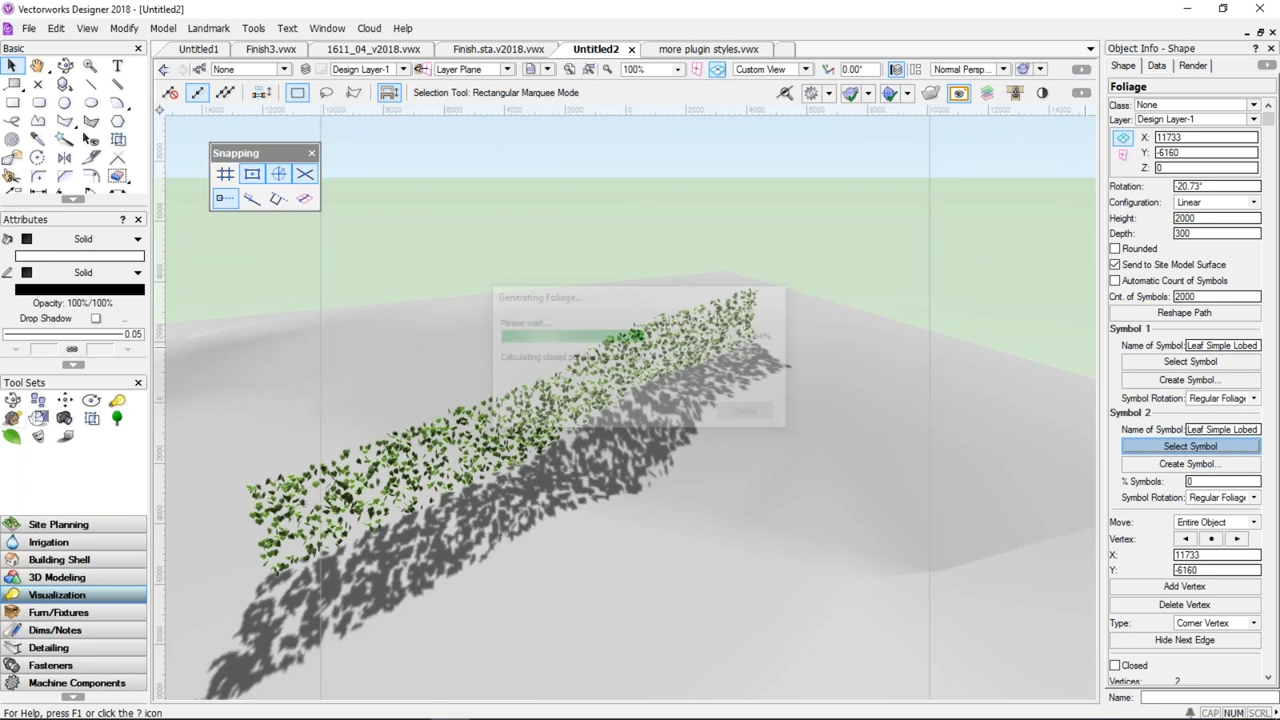 Vectorworks Designer 2018 - [Untitled2]
File Edit View Modify Model Landmark Tools Text Window Cloud Help
Basic
Untitled1 Finish3.vwx 1611_04_v2018.vwx Finish.sta.v2018.vwx Untitled2 more plugin styles.vwx
None Design Layer-1 Layer Plane 100% Custom View 0.00° Normal Persp...
Selection Tool: Rectangular Marquee Mode
Snapping
Attributes
Solid
Solid
Opacity: 100%/100%
Drop Shadow
0.05
Tool Sets
Site Planning
Irrigation
Building Shell
3D Modeling
Visualization
Furn/Fixtures
Dims/Notes
Detailing
Fasteners
Machine Components
Generating Foliage...
Please wait...
Object Info - Shape
Shape Data Render
Foliage
Class: None
Layer: Design Layer-1
X: 11733
Y: -6160
Z: 0
Rotation: -20.73°
Configuration: Linear
Height: 2000
Depth: 300
Rounded
Send to Site Model Surface
Automatic Count of Symbols
Cnt. of Symbols: 2000
Reshape Path
Symbol 1
Name of Symbol: Leaf Simple Lobed
Select Symbol
Create Symbol...
Symbol Rotation: Regular Foliage
Symbol 2
Name of Symbol: Leaf Simple Lobed
Select Symbol
Create Symbol...
% Symbols: 0
Symbol Rotation: Regular Foliage
Move: Entire Object
Vertex:
X: 11733
Y: -6160
Add Vertex
Delete Vertex
Type: Corner Vertex
Hide Next Edge
Closed
Vertices: 2
Name:
For Help, press F1 or click the ? icon
CAP NUM SCRL